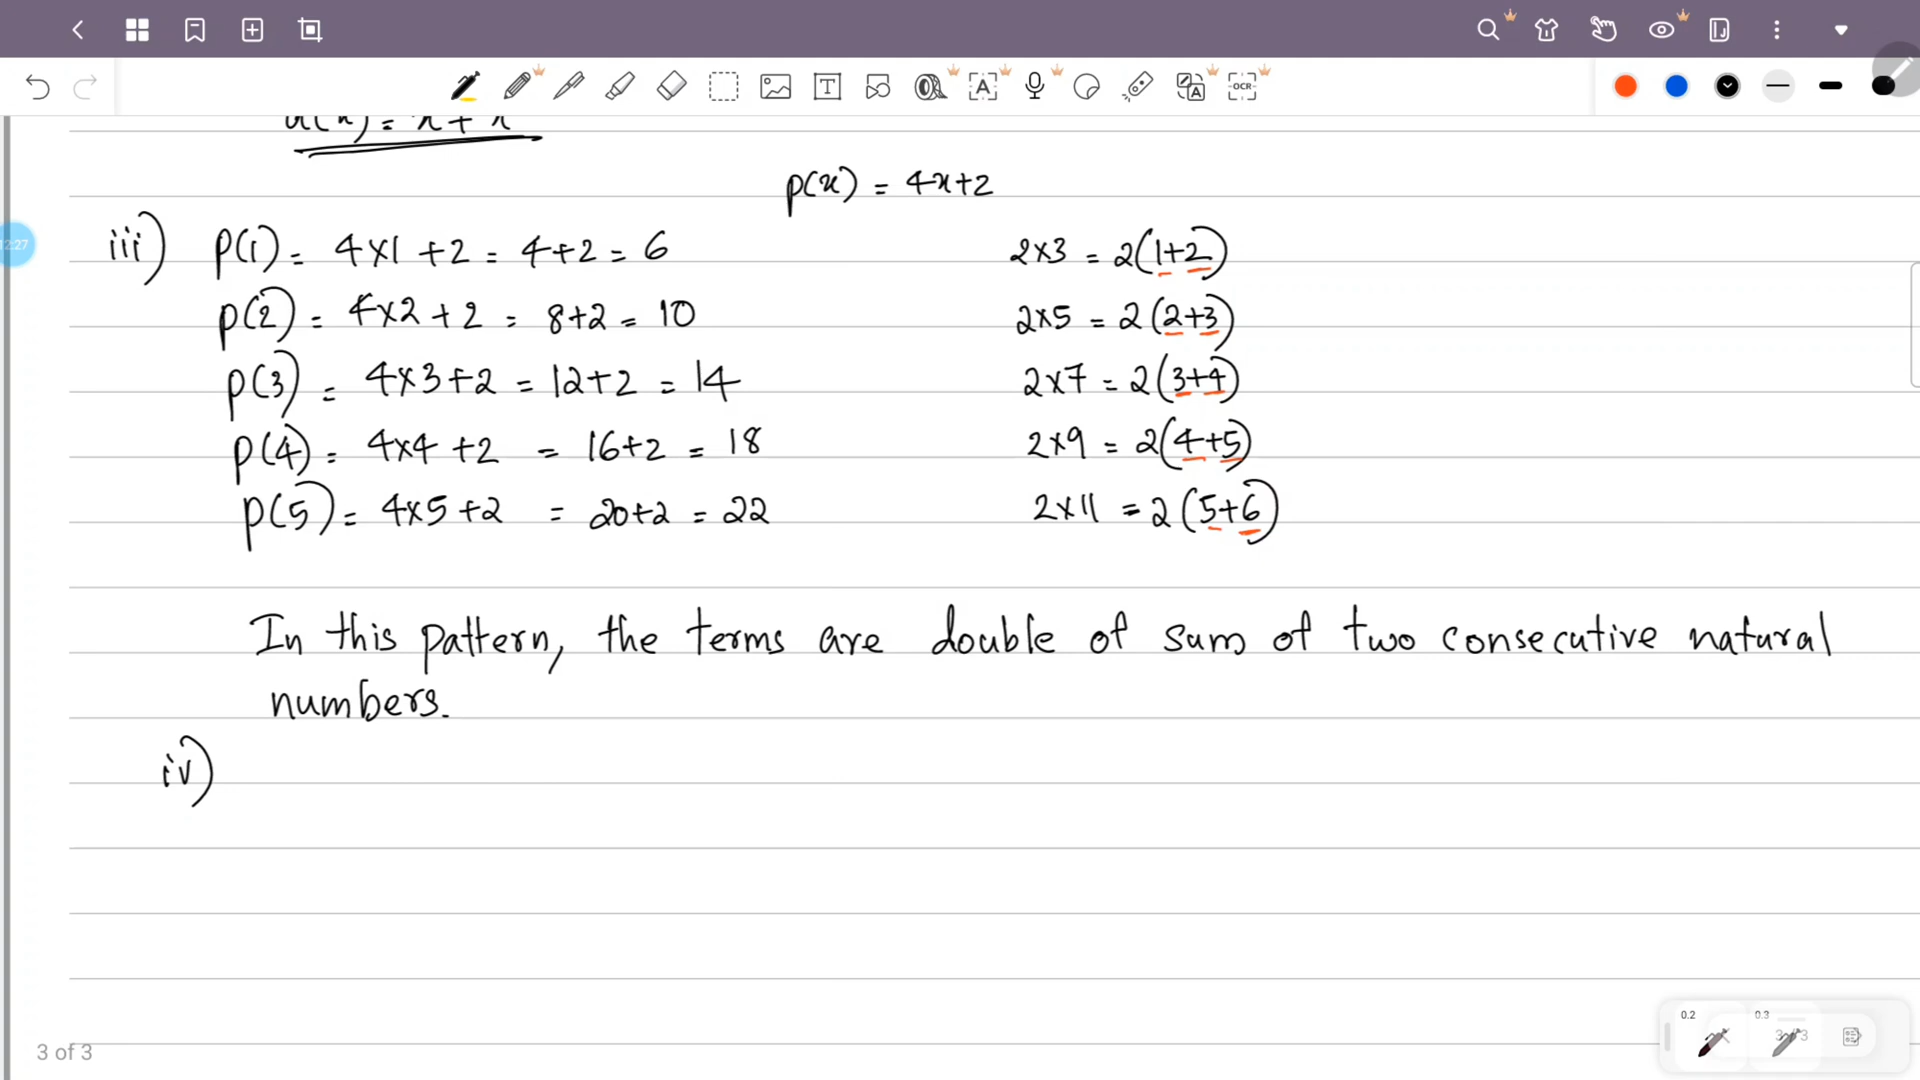 p(x) = 4x+2
iii) p(1) = 4×1 +2 = 4+2 = 6 2×3 = 2(1+2)
p(2) = 4×2 + 2 = 8+2 = 10 2×5 = 2(2+3)
p(3) = 4×3+2 = 12+2 = 14 2×7 = 2(3+4)
p(4) = 4×4 +2 = 16+2 = 18 2×9 = 2(4+5)
p(5) = 4×5 +2 = 20+2 = 22 2×11 = 2(5+6)
In this pattern, the terms are double of sum of two consecutive natural
numbers.
iv)
3 of 3
0.2 0.3